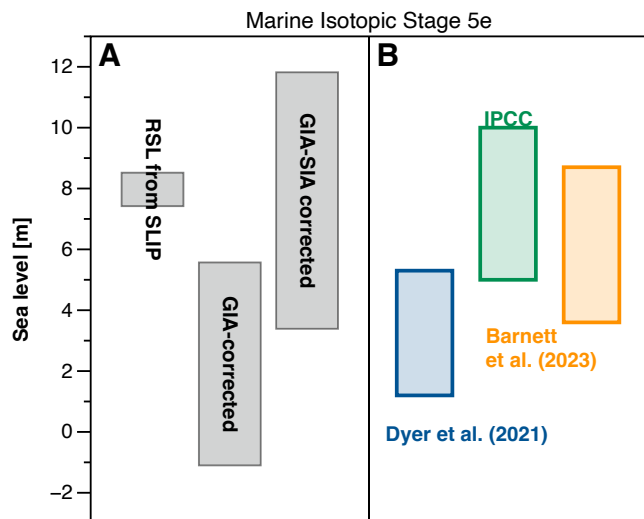 Marine Isotopic Stage 5e
A
B
Sea level [m]
12
10
8
6
4
2
0
−2
RSL from SLIP
GIA-corrected
GIA-SIA corrected
IPCC
Barnett
et al. (2023)
Dyer et al. (2021)